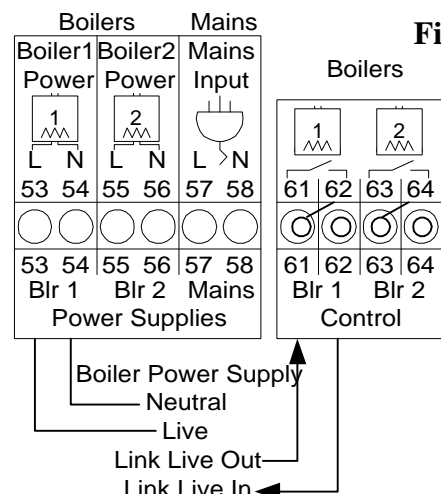 Boilers Mains
Fi
Boiler1 Boiler2 Mains
Power Power Input
Boilers
1 2
L N L N L N
53 54 55 56 57 58
1 2
61 62 63 64
53 54 55 56 57 58
Blr 1 Blr 2 Mains
Power Supplies
61 62 63 64
Blr 1 Blr 2
Control
Boiler Power Supply
Neutral
Live
Link Live Out
Link Live In